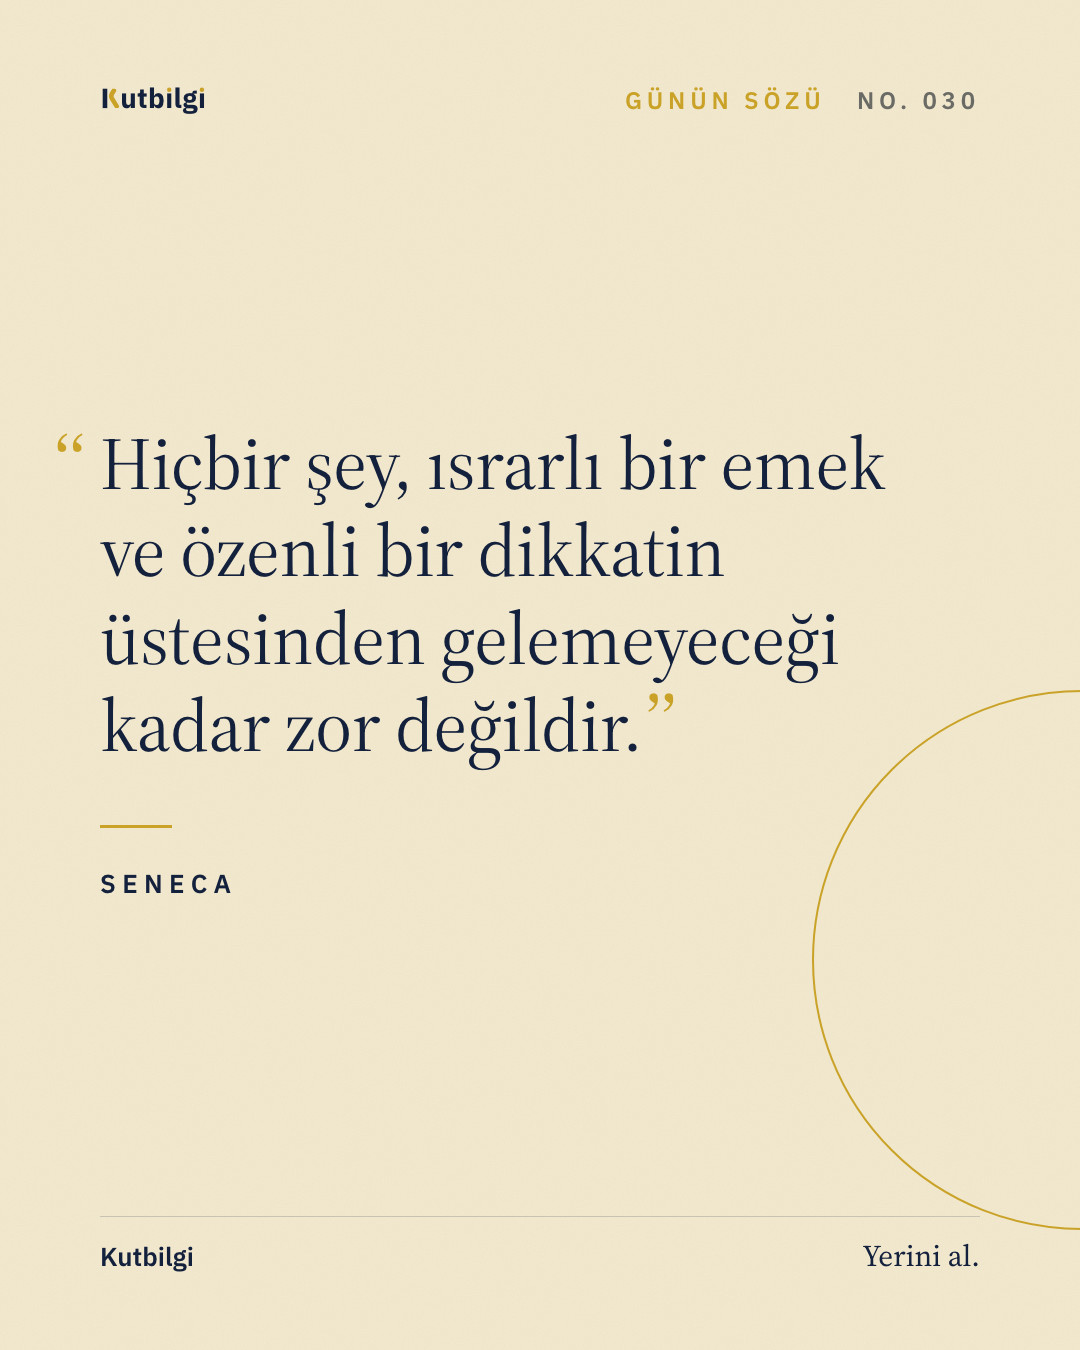 Kutbilgi
GÜNÜN SÖZÜ NO. 030
“Hiçbir şey, ısrarlı bir emek
ve özenli bir dikkatin
üstesinden gelemeyeceği
kadar zor değildir.”
SENECA
Kutbilgi
Yerini al.